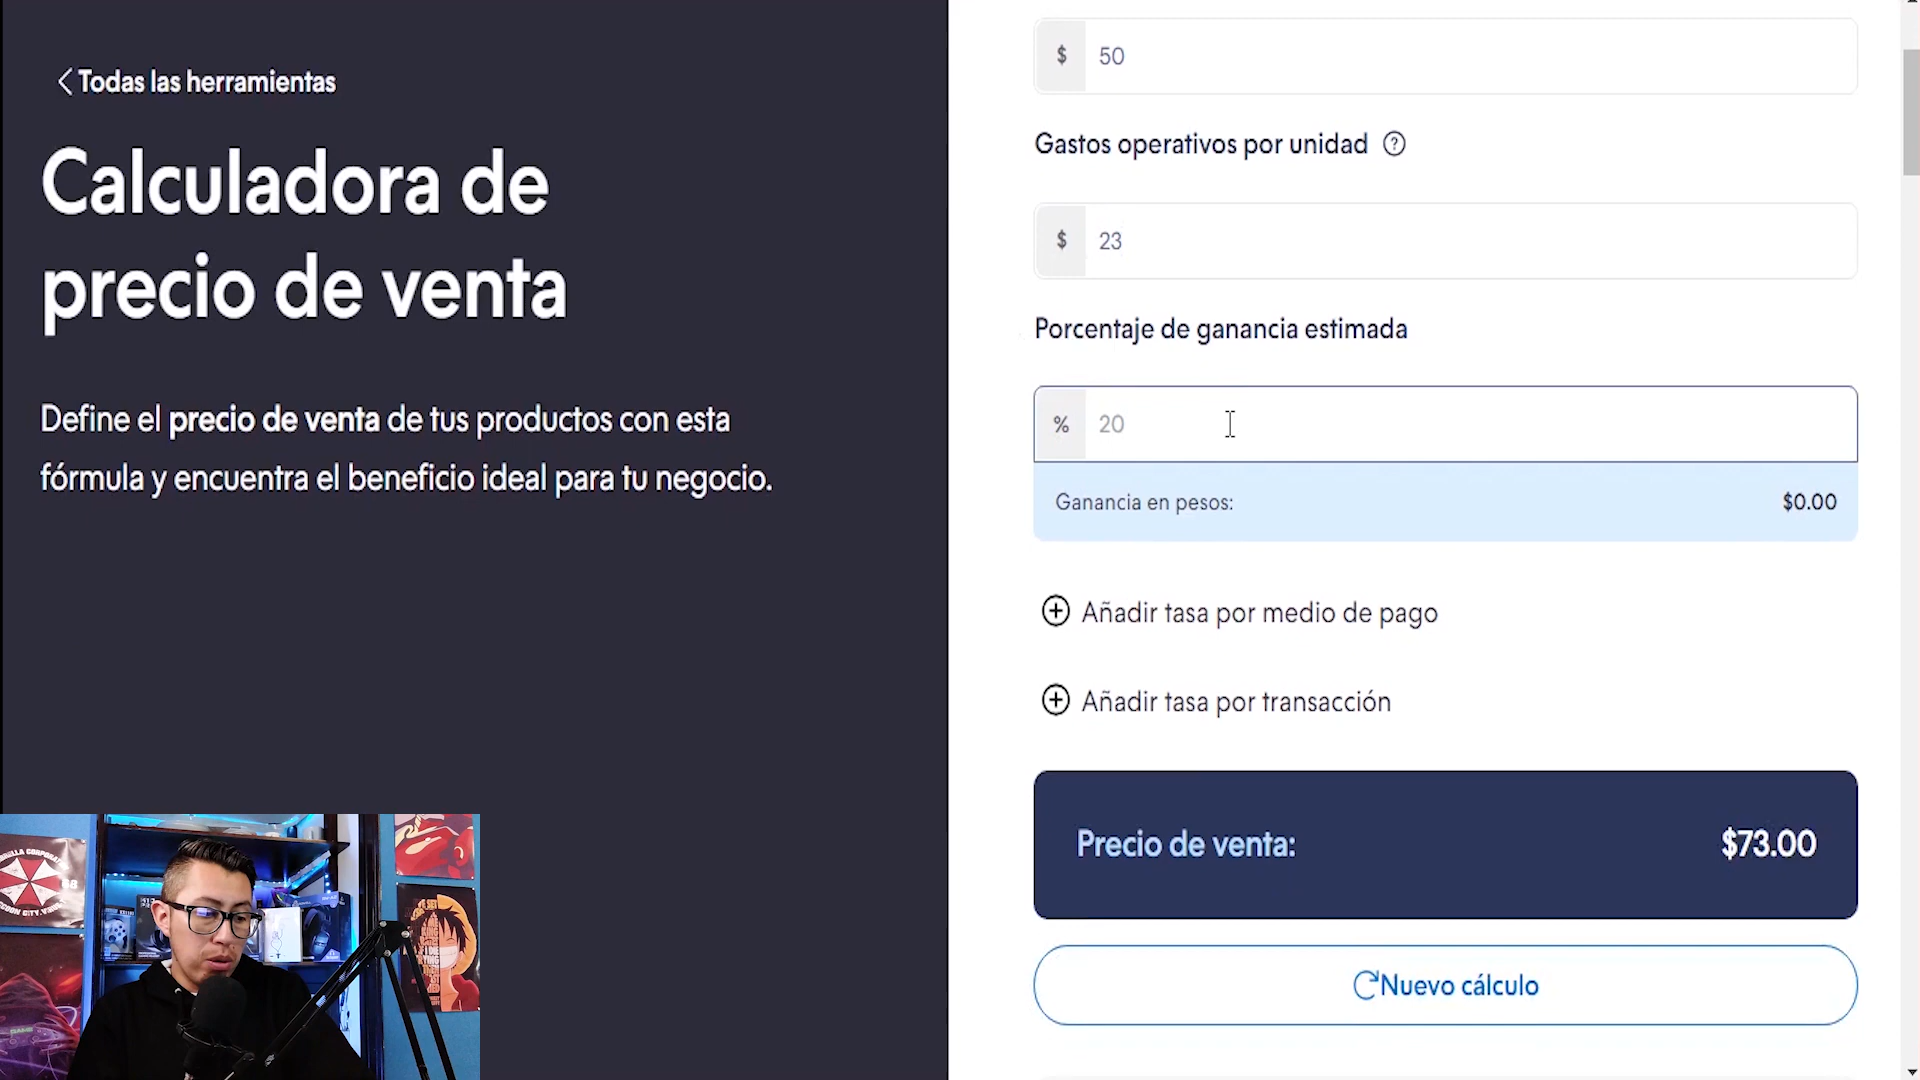 Todas las herramientas
Calculadora de
precio de venta
Define el precio de venta de tus productos con esta
fórmula y encuentra el beneficio ideal para tu negocio.
$ 50
Gastos operativos por unidad ?
$ 23
Porcentaje de ganancia estimada
% 20
Ganancia en pesos: $0.00
Añadir tasa por medio de pago
Añadir tasa por transacción
Precio de venta: $73.00
Nuevo cálculo